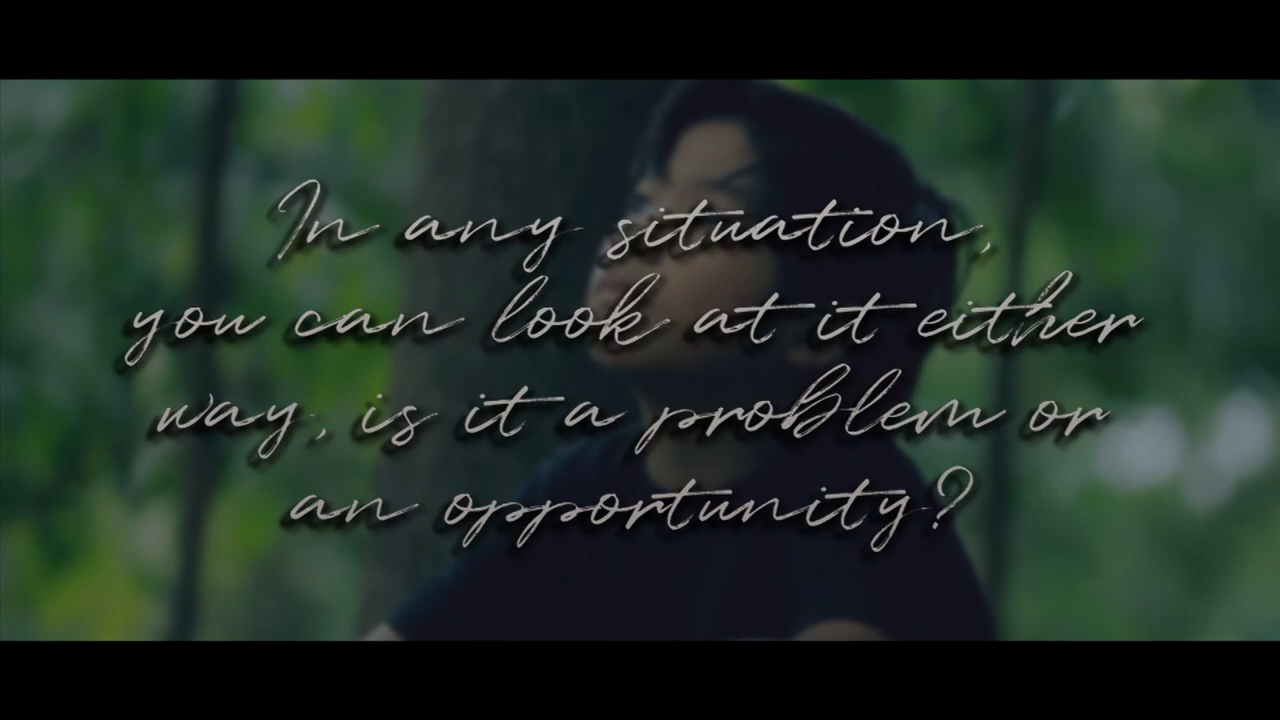 In any situation,
you can look at it either
way, is it a problem or
an opportunity?